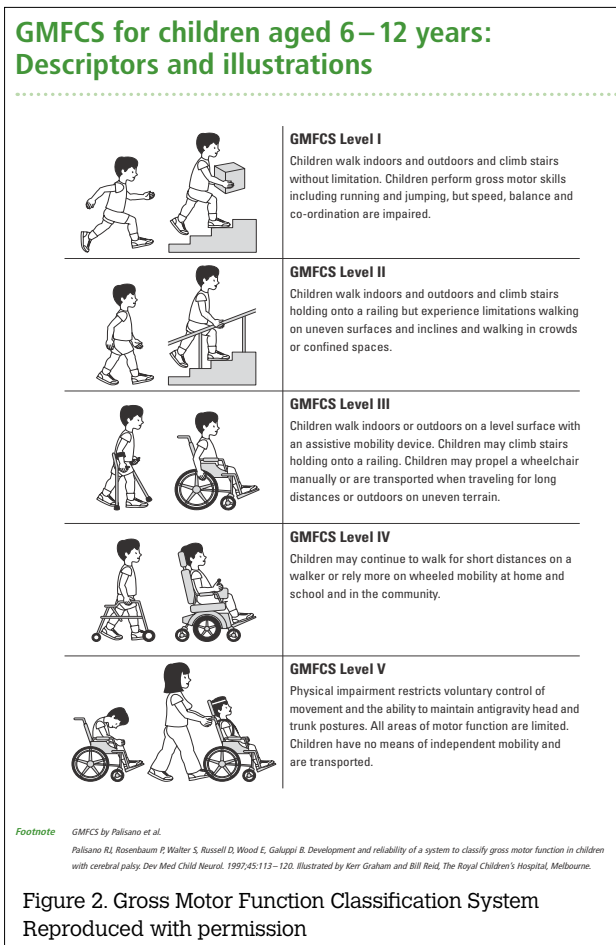 GMFCS for children aged 6–12 years:
Descriptors and illustrations
GMFCS Level I
Children walk indoors and outdoors and climb stairs
without limitation. Children perform gross motor skills
including running and jumping, but speed, balance and
co-ordination are impaired.
GMFCS Level II
Children walk indoors and outdoors and climb stairs
holding onto a railing but experience limitations walking
on uneven surfaces and inclines and walking in crowds
or confined spaces.
GMFCS Level III
Children walk indoors or outdoors on a level surface with
an assistive mobility device. Children may climb stairs
holding onto a railing. Children may propel a wheelchair
manually or are transported when traveling for long
distances or outdoors on uneven terrain.
GMFCS Level IV
Children may continue to walk for short distances on a
walker or rely more on wheeled mobility at home and
school and in the community.
GMFCS Level V
Physical impairment restricts voluntary control of
movement and the ability to maintain antigravity head and
trunk postures. All areas of motor function are limited.
Children have no means of independent mobility and
are transported.
Footnote GMFCS by Palisano et al.
Palisano RJ, Rosenbaum P, Walter S, Russell D, Wood E, Galuppi B. Development and reliability of a system to classify gross motor function in children
with cerebral palsy. Dev Med Child Neurol. 1997;45:113–120. Illustrated by Kerr Graham and Bill Reid, The Royal Children's Hospital, Melbourne.
Figure 2. Gross Motor Function Classification System
Reproduced with permission